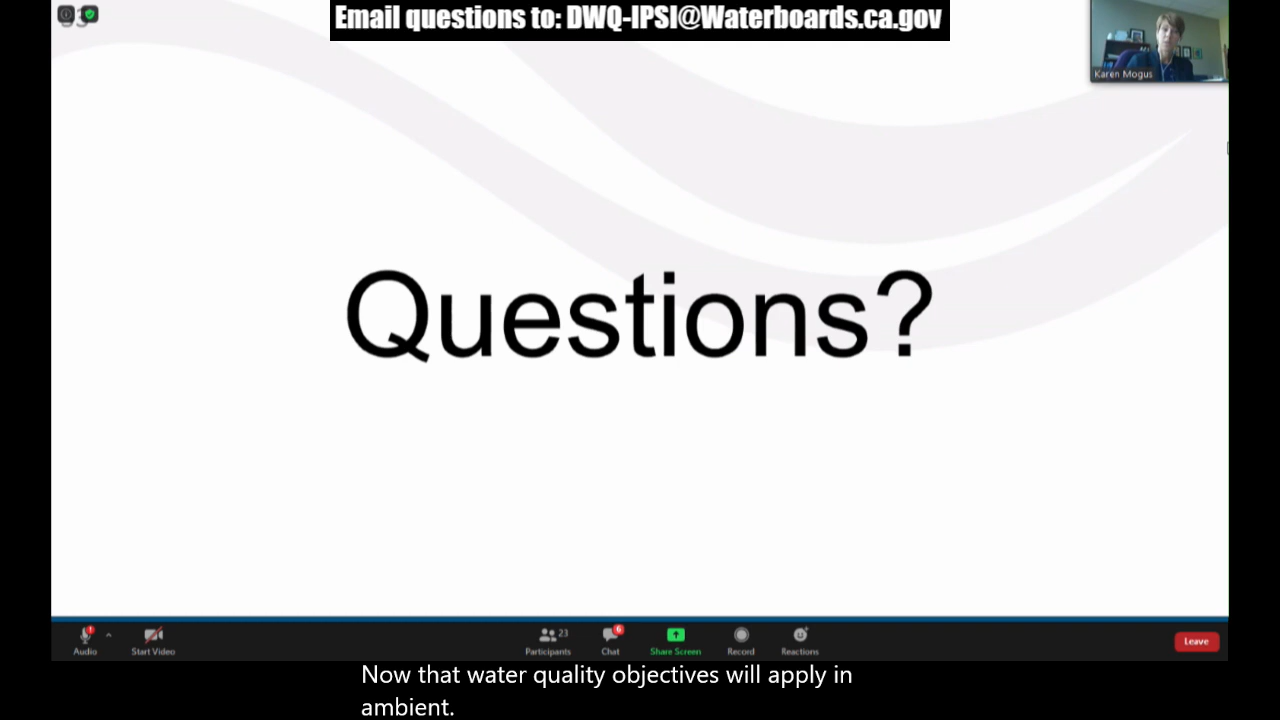 Email questions to: DWQ-IPSI@Waterboards.ca.gov
Karen Mogus
Questions?
Audio
Start Video
23
Participants
6
Chat
Share Screen
Record
Reactions
Leave
Now that water quality objectives will apply in
ambient.